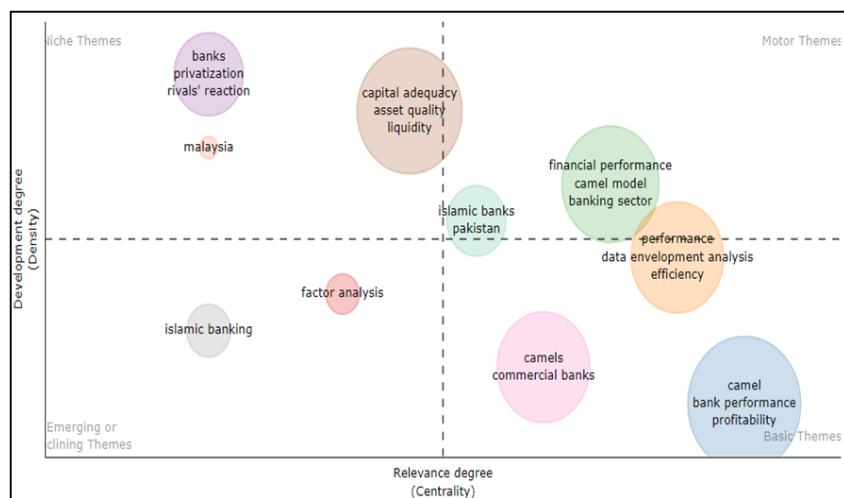 Niche Themes
Motor Themes
banks
privatization
rivals' reaction
capital adequacy
asset quality
liquidity
malaysia
financial performance
camel model
banking sector
islamic banks
pakistan
performance
data envelopment analysis
efficiency
factor analysis
islamic banking
camels
commercial banks
camel
bank performance
profitability
Emerging or
clining Themes
Basic Themes
Development degree
(Density)
Relevance degree
(Centrality)